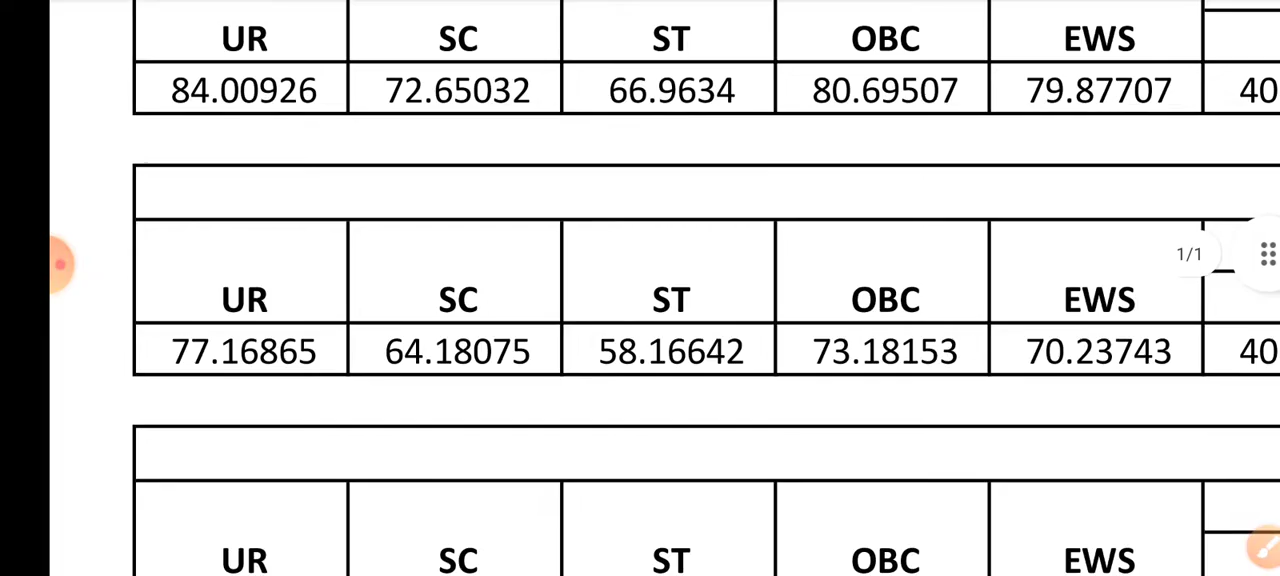 UR SC ST OBC EWS
84.00926 72.65032 66.9634 80.69507 79.87707 40
1/1
UR SC ST OBC EWS
77.16865 64.18075 58.16642 73.18153 70.23743 40
UR SC ST OBC EWS